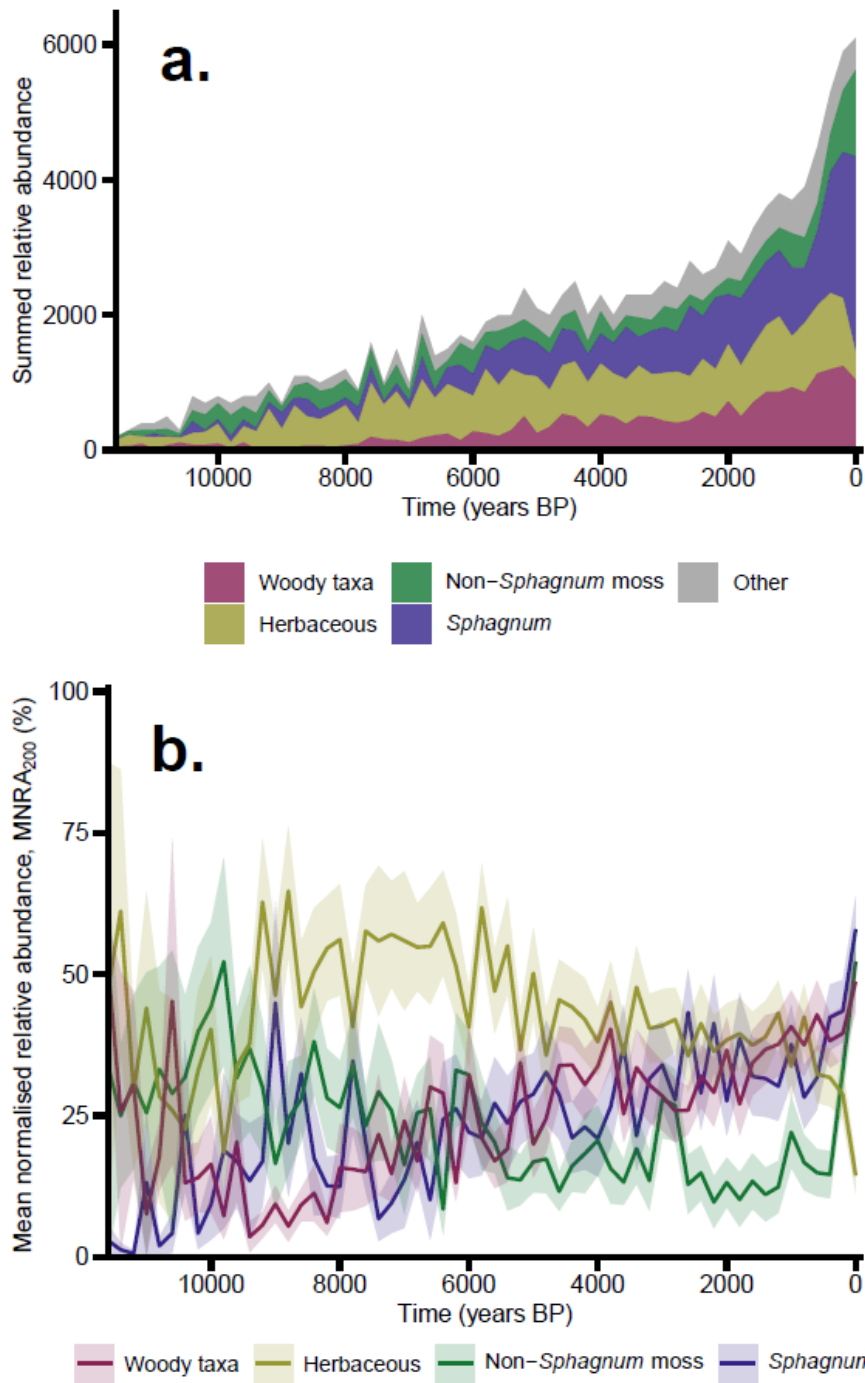 a.
Summed relative abundance
6000
4000
2000
0
10000 8000 6000 4000 2000 0
Time (years BP)
Woody taxa Non−Sphagnum moss Other
Herbaceous Sphagnum
b.
Mean normalised relative abundance, MNRA200 (%)
100
75
50
25
0
10000 8000 6000 4000 2000 0
Time (years BP)
Woody taxa Herbaceous Non−Sphagnum moss Sphagnum